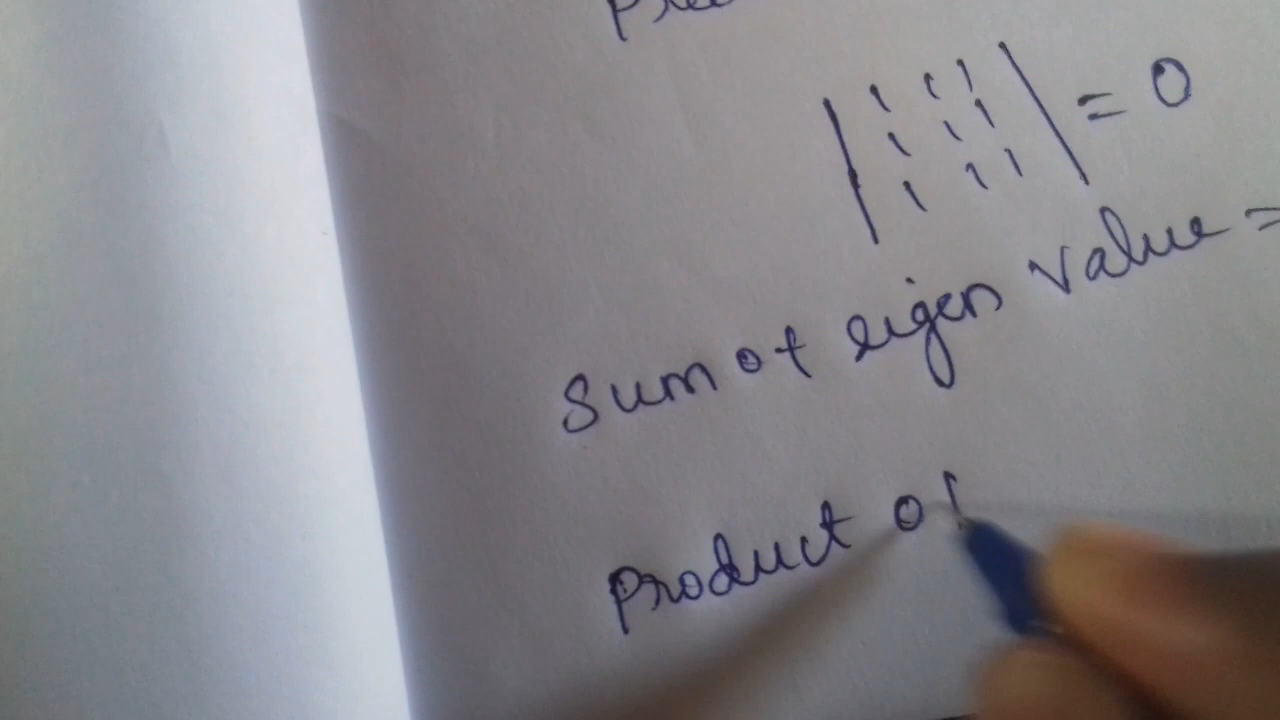 | 1 1 1 |
| 1 1 1 | = 0
| 1 1 1 |
Sum of eigen value =
Product of